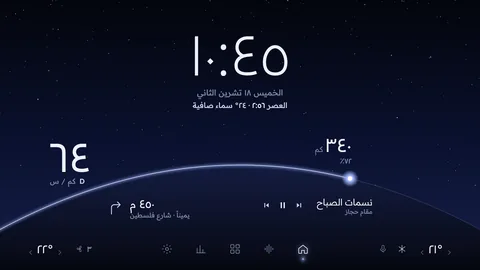 ١٠:٤٥
الخميس ١٨ تشرين الثاني
العصر ٢:٥٦ · ٢٤° سماء صافية
٣٤٠ كم
٧٢٪
٦٤
D كم / س
نسمات الصباح
مقام حجاز
٤٥٠ م
يميناً · شارع فلسطين
٢١°
٣
٢٢°